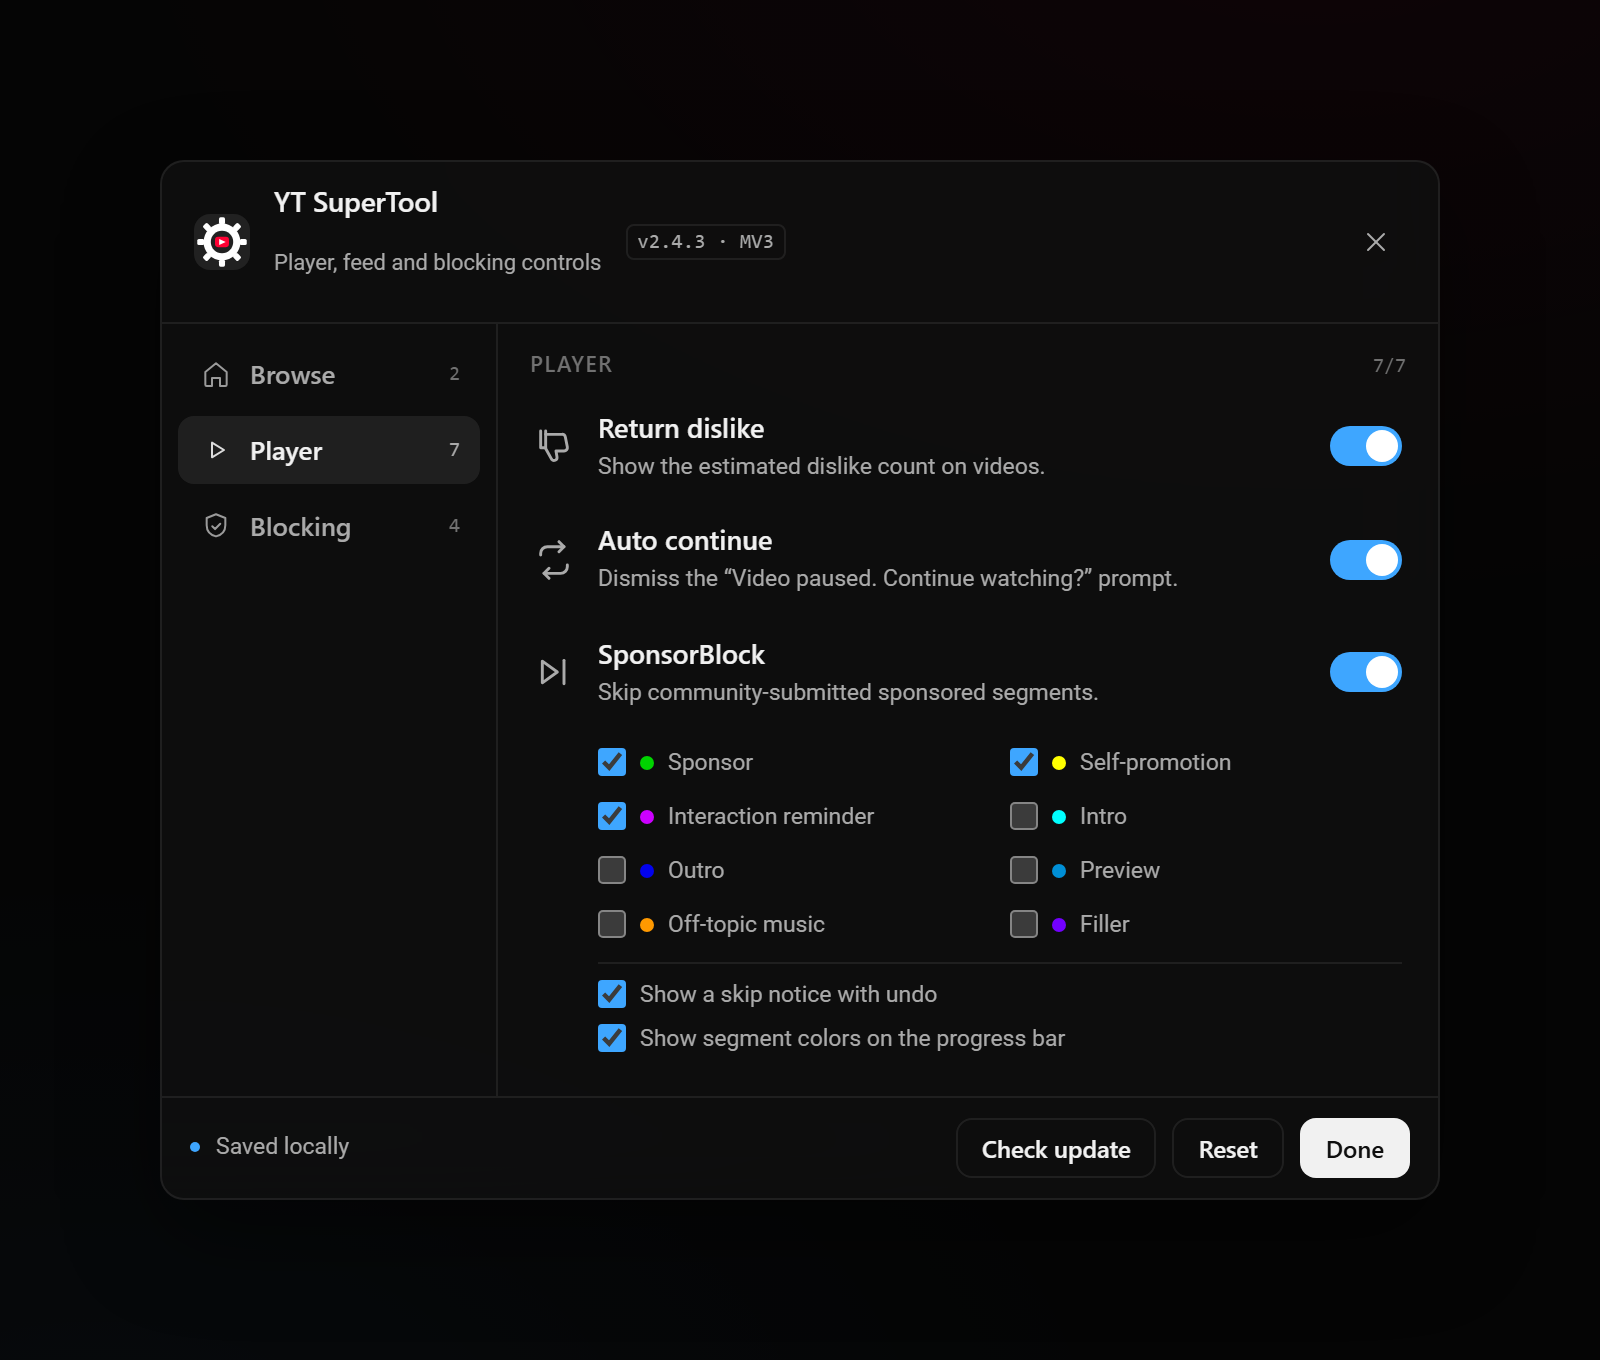 YT SuperTool
Player, feed and blocking controls
v2.4.3 · MV3
Browse 2
Player 7
Blocking 4
PLAYER 7/7
Return dislike
Show the estimated dislike count on videos.
Auto continue
Dismiss the “Video paused. Continue watching?” prompt.
SponsorBlock
Skip community-submitted sponsored segments.
Sponsor
Self-promotion
Interaction reminder
Intro
Outro
Preview
Off-topic music
Filler
Show a skip notice with undo
Show segment colors on the progress bar
Saved locally
Check update
Reset
Done